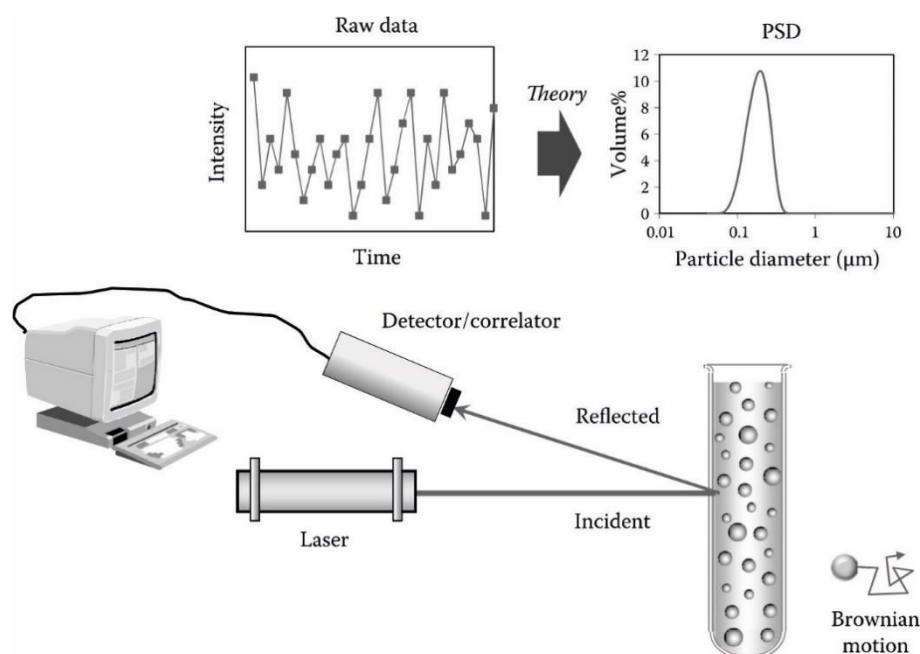 Raw data
Intensity
Time
Theory
PSD
Volume%
12
10
8
6
4
2
0
0.01 0.1 1 10
Particle diameter (μm)
Detector/correlator
Reflected
Laser
Incident
Brownian
motion